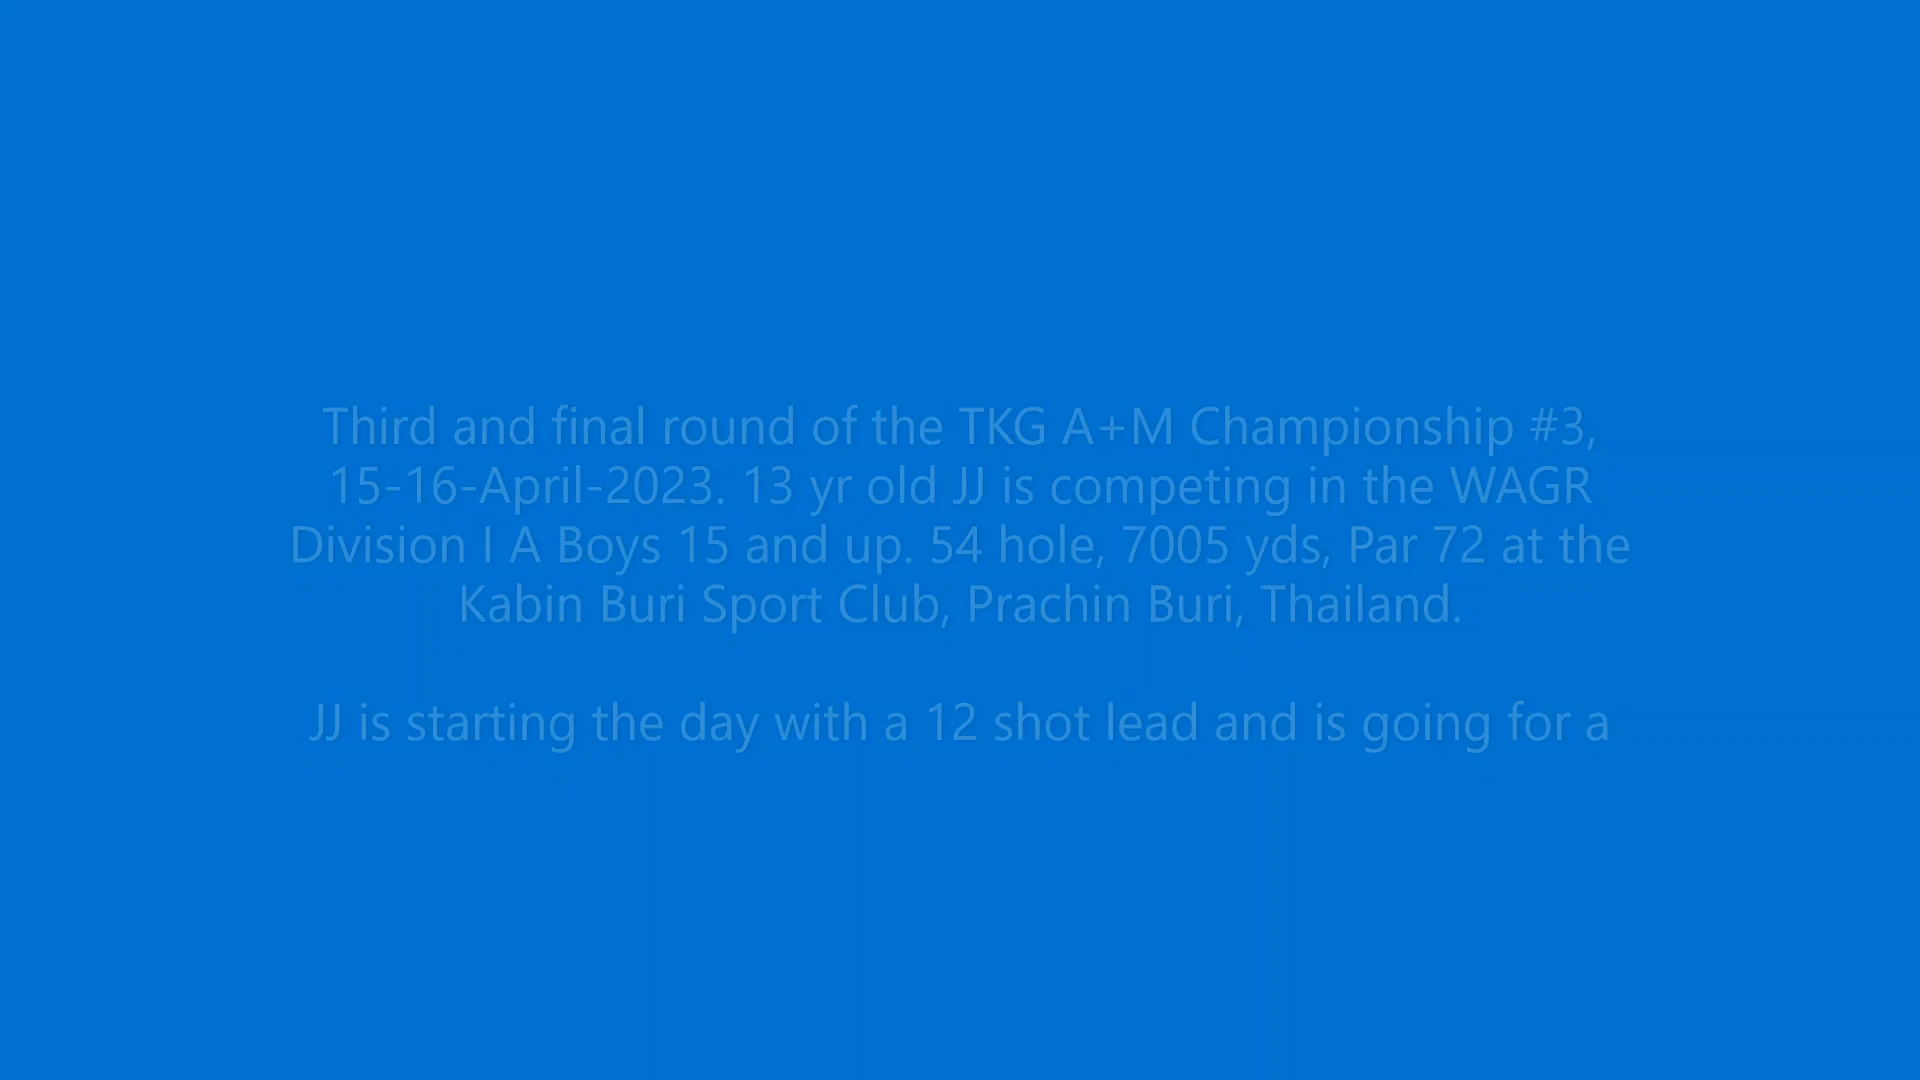 Third and final round of the TKG A+M Championship #3,
15-16-April-2023. 13 yr old JJ is competing in the WAGR
Division I A Boys 15 and up. 54 hole, 7005 yds, Par 72 at the
Kabin Buri Sport Club, Prachin Buri, Thailand.
JJ is starting the day with a 12 shot lead and is going for a